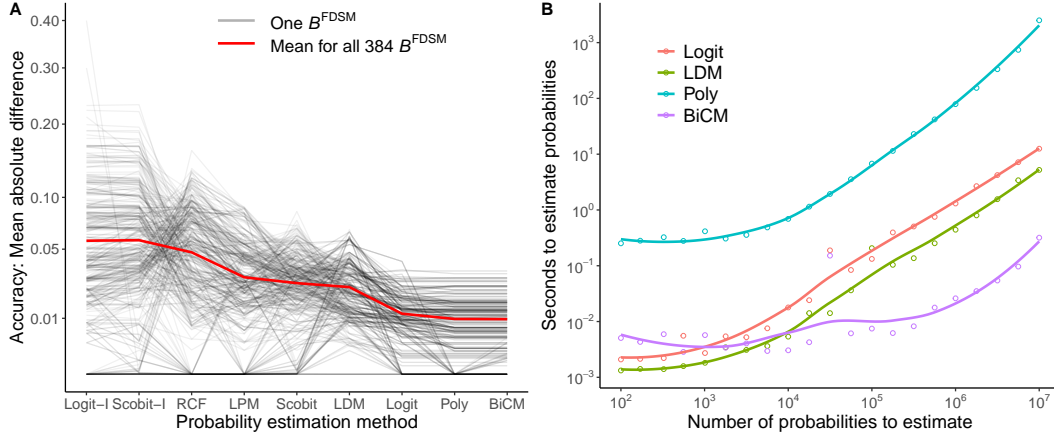 A
Accuracy: Mean absolute difference
0.40
0.30
0.20
0.10
0.05
0.01
One B^FDSM
Mean for all 384 B^FDSM
Logit−I Scobit−I RCF LPM Scobit LDM Logit Poly BiCM
Probability estimation method
B
Seconds to estimate probabilities
10^3
10^2
10^1
10^0
10^−1
10^−2
10^−3
Logit
LDM
Poly
BiCM
10^2 10^3 10^4 10^5 10^6 10^7
Number of probabilities to estimate